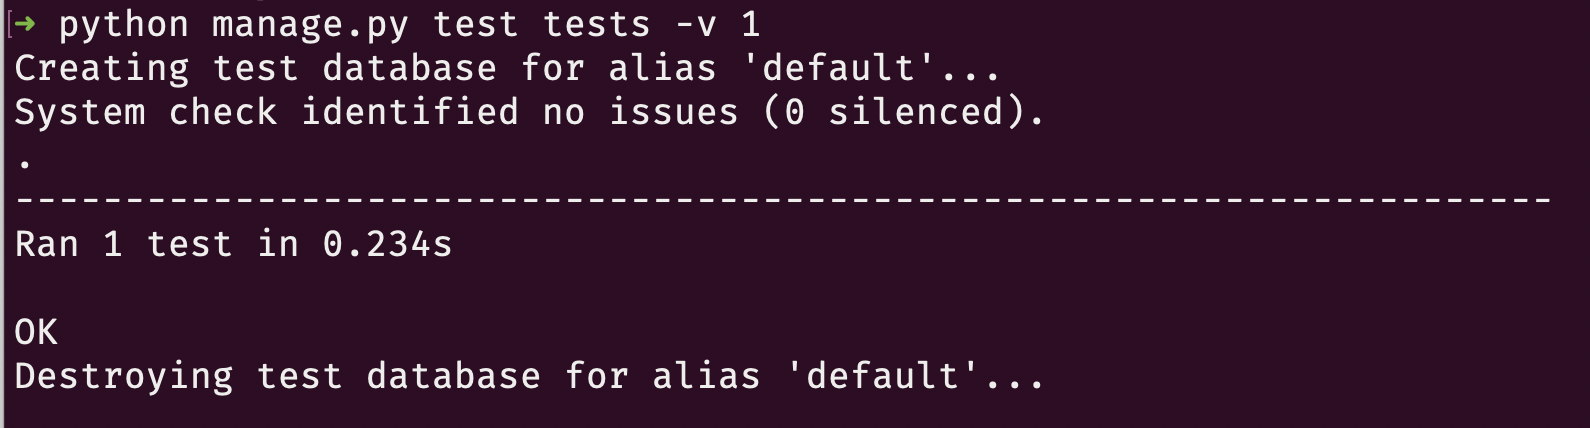 ➜ python manage.py test tests -v 1
Creating test database for alias 'default'...
System check identified no issues (0 silenced).
.
----------------------------------------------------------------------
Ran 1 test in 0.234s
OK
Destroying test database for alias 'default'...